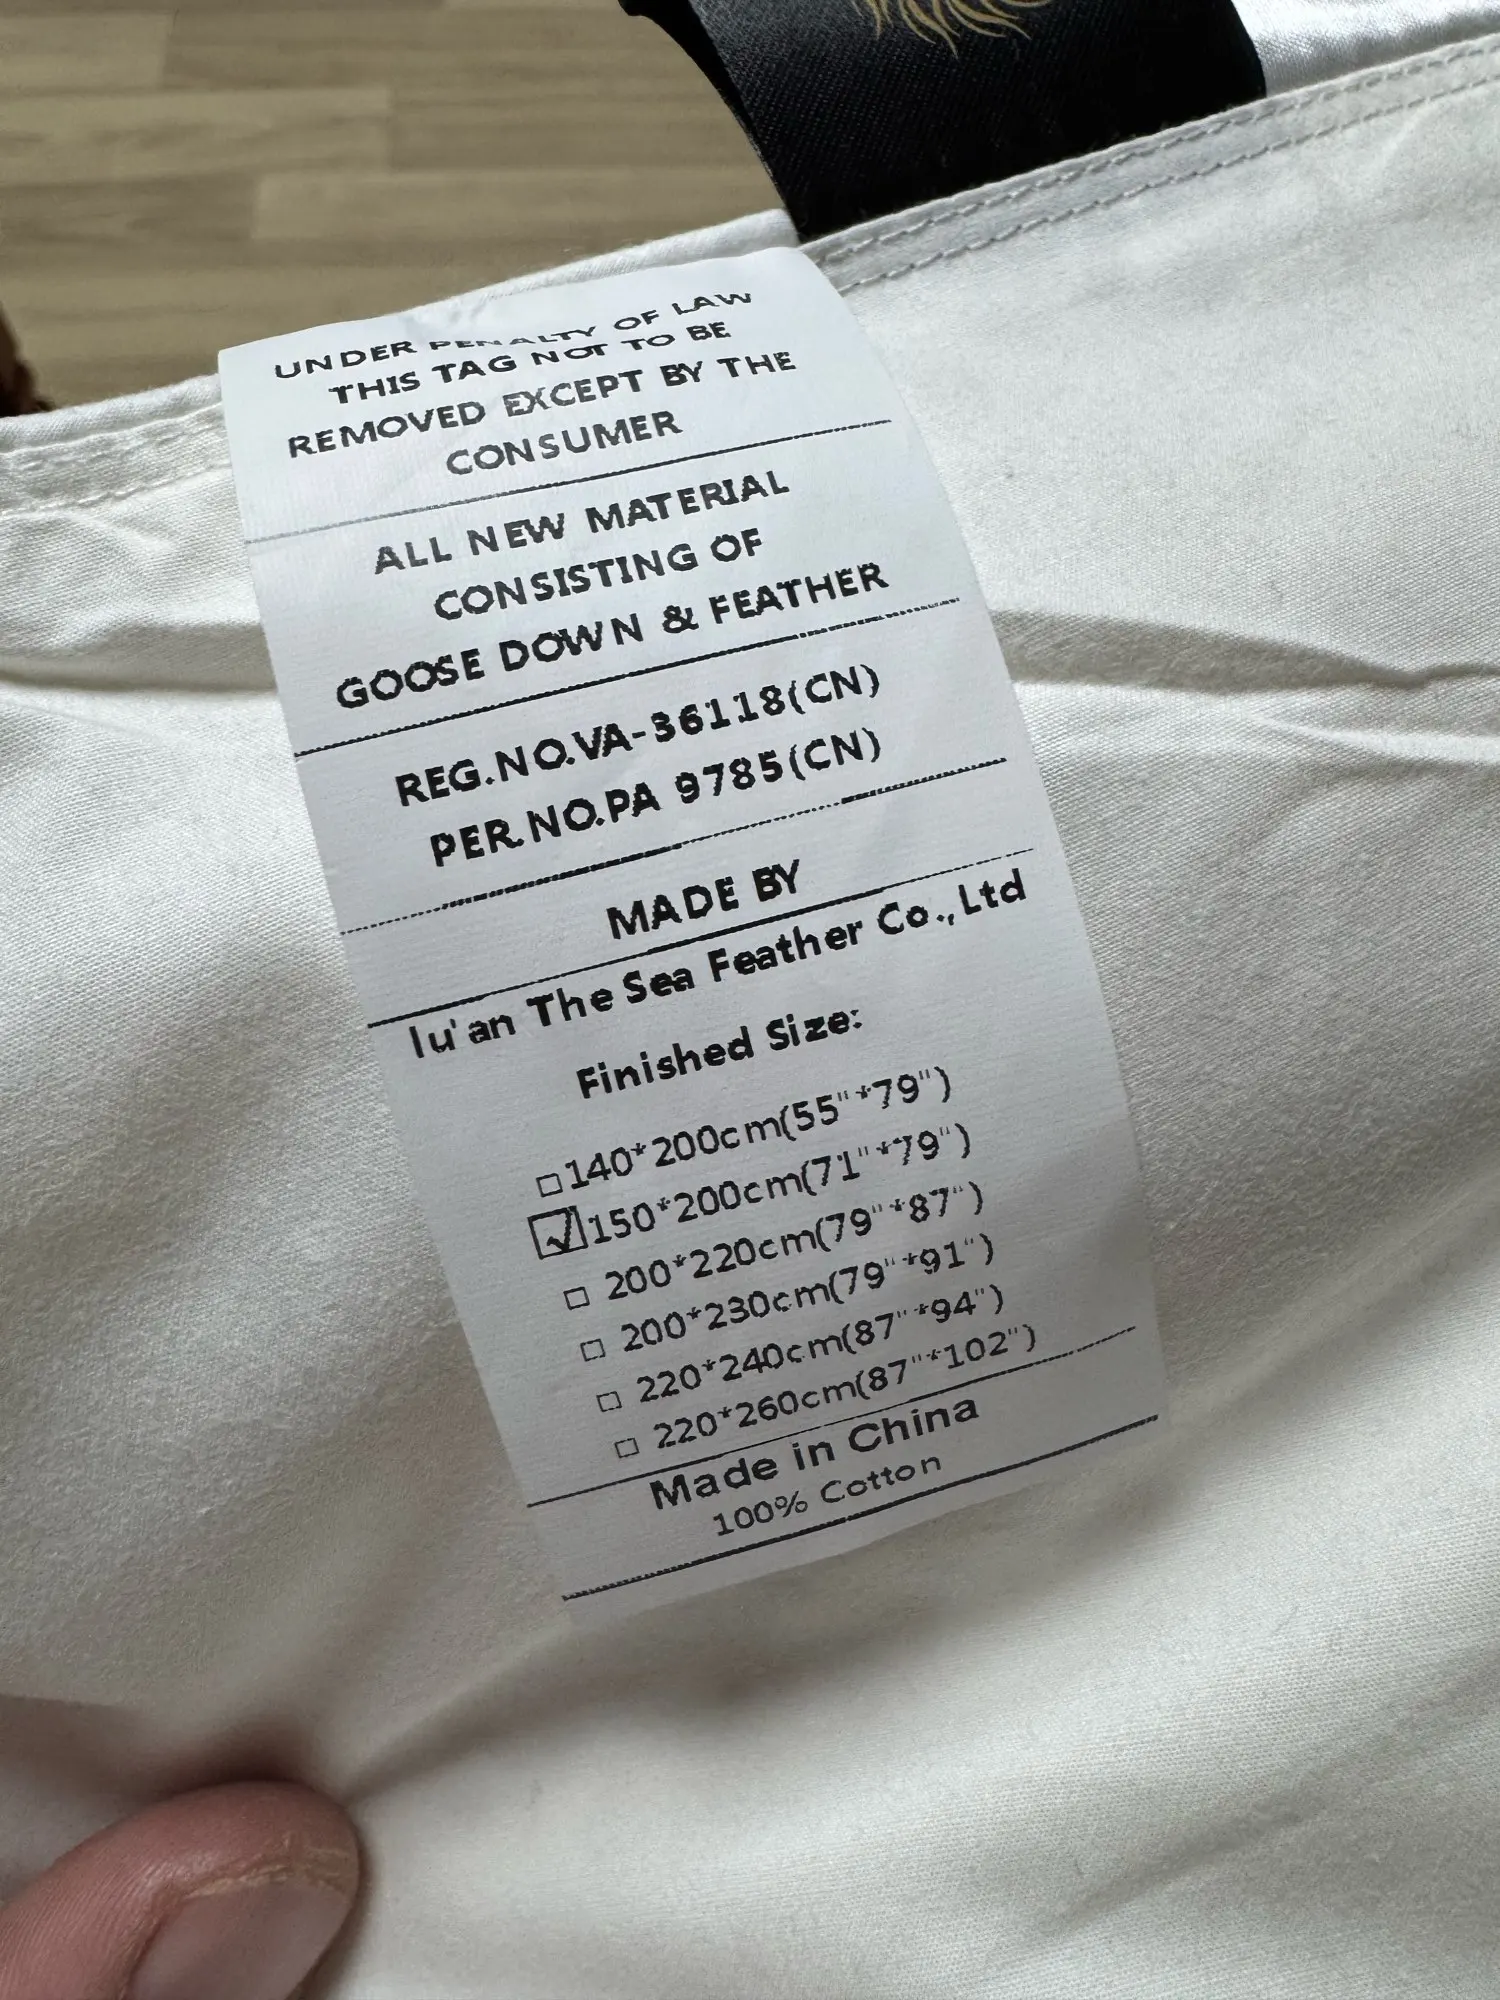 UNDER PENALTY OF LAW
THIS TAG NOT TO BE
REMOVED EXCEPT BY THE
CONSUMER
ALL NEW MATERIAL
CONSISTING OF
GOOSE DOWN & FEATHER
REG.NO.VA-36118(CN)
PER.NO.PA 9785(CN)
MADE BY
lu'an The Sea Feather Co.,Ltd
Finished Size:
□140*200cm(55"*79")
☑150*200cm(71"*79")
□ 200*220cm(79"*87")
□ 200*230cm(79"*91")
□ 220*240cm(87"*94")
□ 220*260cm(87"*102")
Made in China
100% Cotton